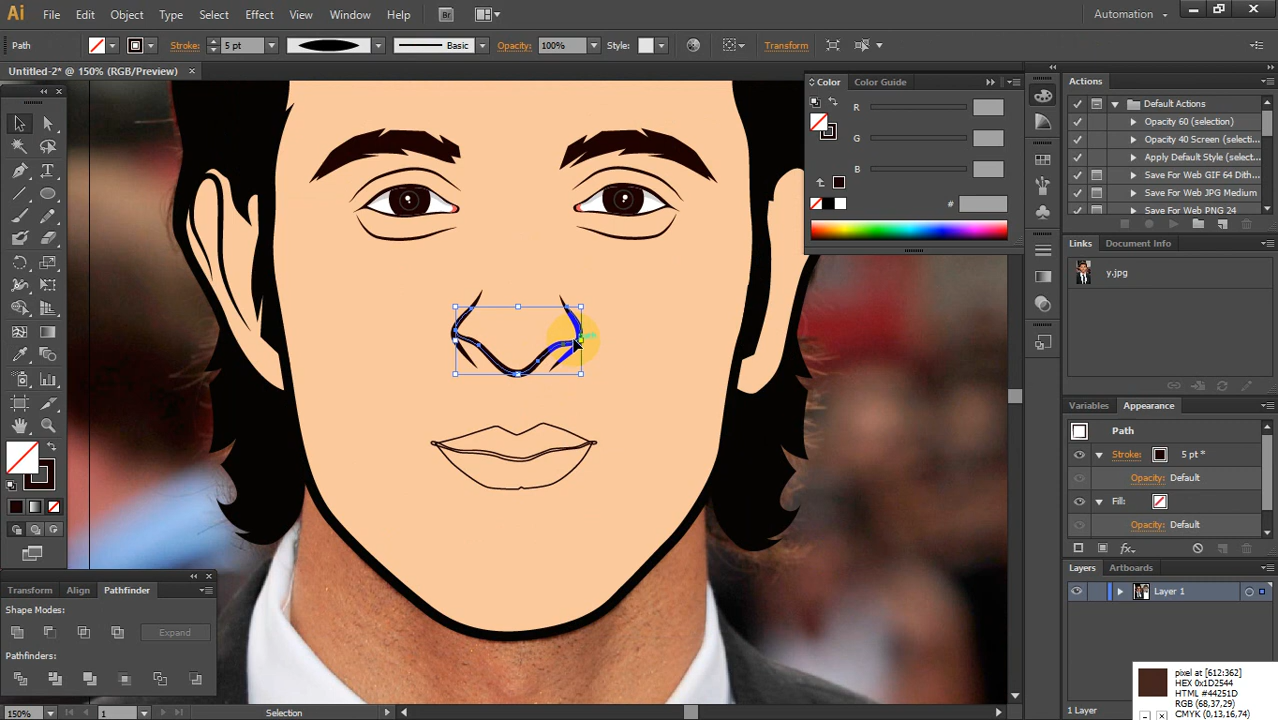 Ai File Edit Object Type Select Effect View Window Help Br Automation
Path Stroke: 5 pt Basic Opacity: 100% Style: Transform
Untitled-2* @ 150% (RGB/Preview) ×
Color Color Guide
R
G
B
#
Actions
Default Actions
Opacity 60 (selection)
Opacity 40 Screen (selecti...
Apply Default Style (select...
Save For Web GIF 64 Dith...
Save For Web JPG Medium
Save For Web PNG 24
Links Document Info
y.jpg
Variables Appearance
Path
Stroke: 5 pt *
Opacity: Default
Fill:
Opacity: Default
fx
Layers Artboards
Layer 1
1 Layer
Transform Align Pathfinder
Shape Modes:
Expand
Pathfinders:
150% 1 Selection
pixel at [612:362]
HEX 0x1D2544
HTML #44251D
RGB (68,37,29)
CMYK (0,13,16,74)